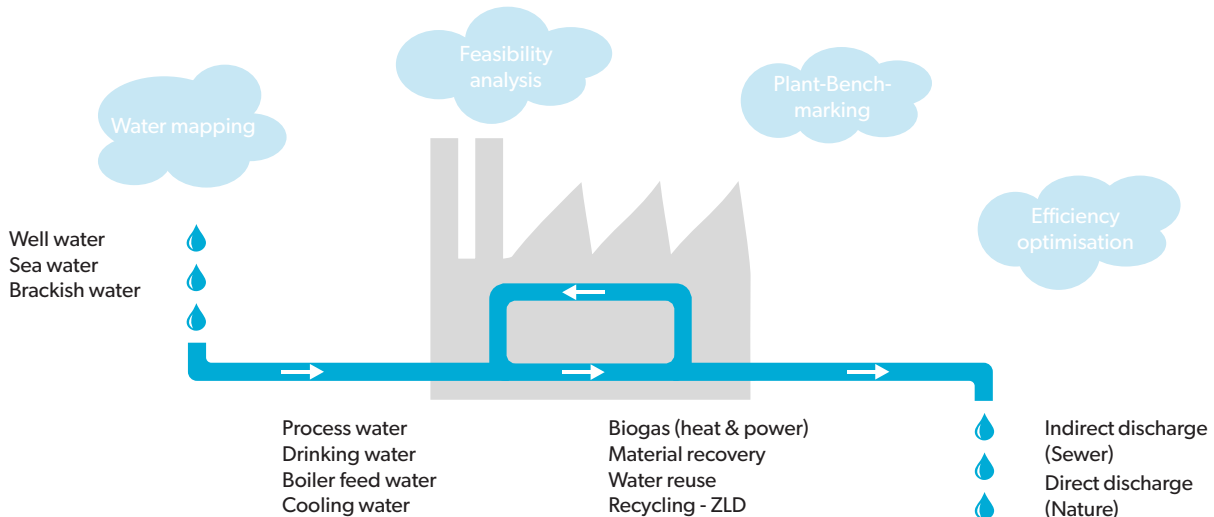 Feasibility
analysis
Plant-Bench-
marking
Water mapping
Efficiency
optimisation
Well water
Sea water
Brackish water
Process water
Drinking water
Boiler feed water
Cooling water
Biogas (heat & power)
Material recovery
Water reuse
Recycling - ZLD
Indirect discharge
(Sewer)
Direct discharge
(Nature)